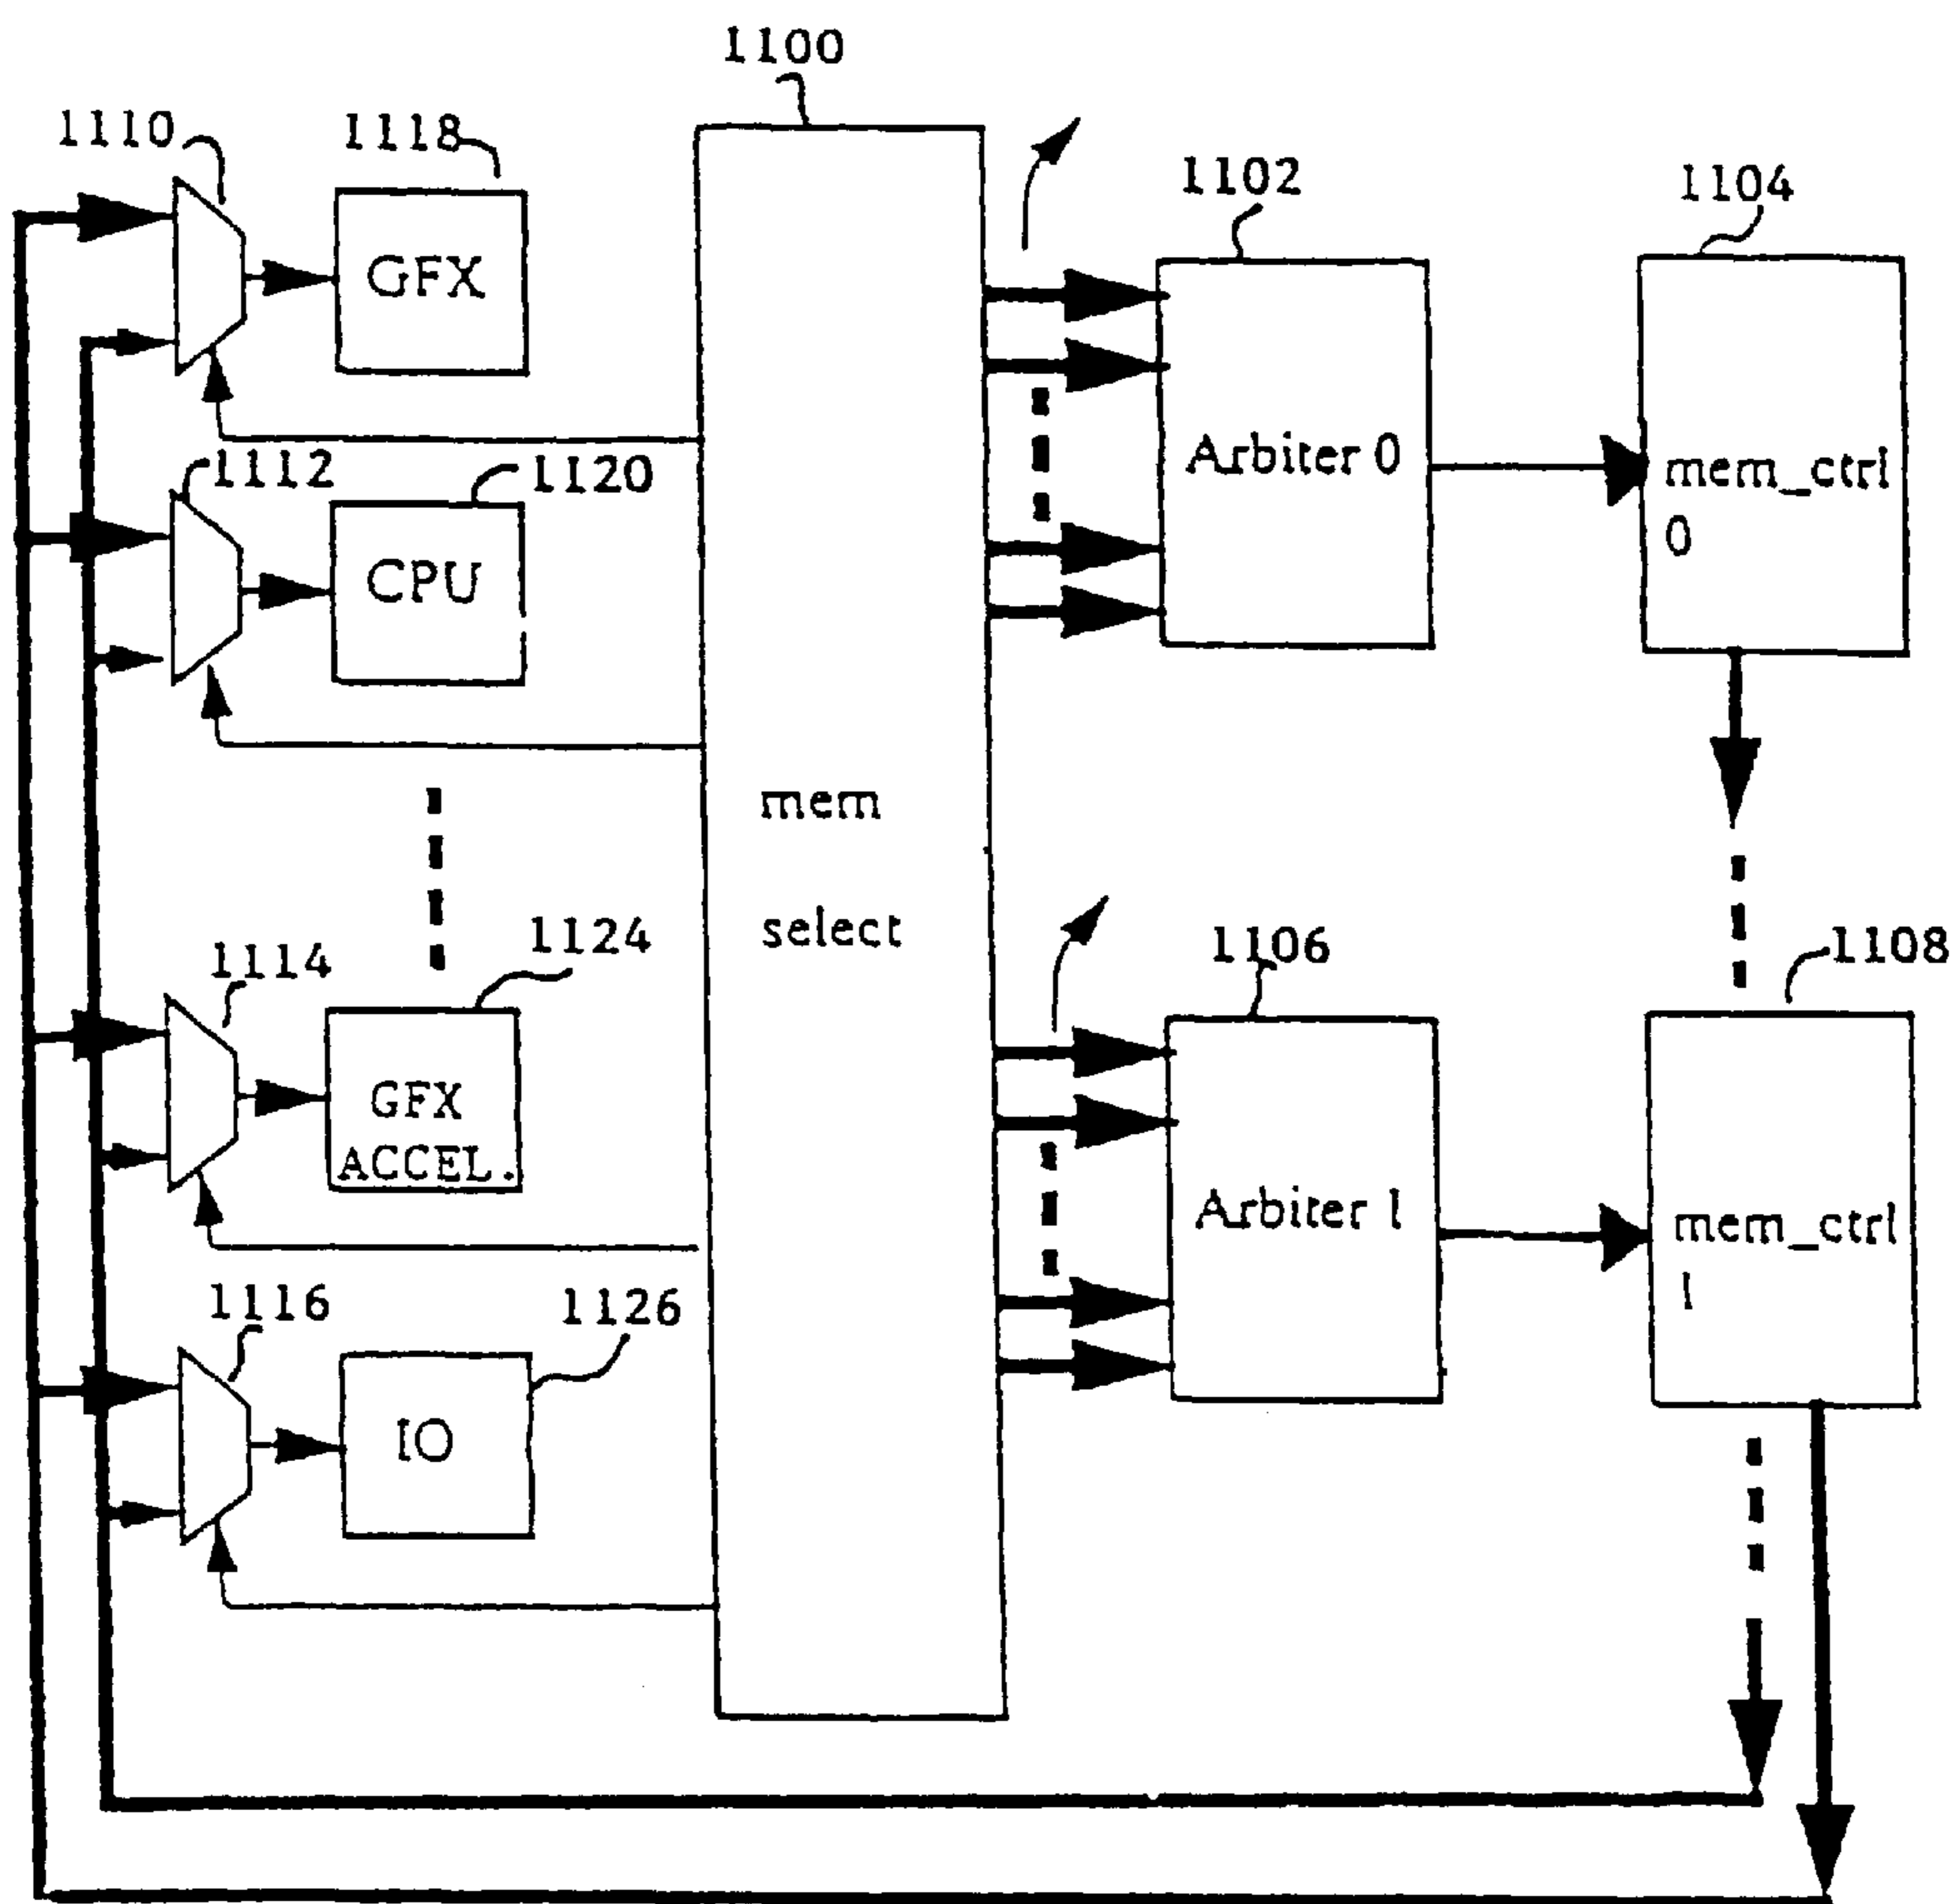 1100
1110
1118
1102
1104
GFX
Arbiter 0
mem_ctrl
0
1112
1120
CPU
mem
select
1114
1124
1106
1108
GFX
ACCEL.
Arbiter 1
mem_ctrl
1
1116
1126
IO